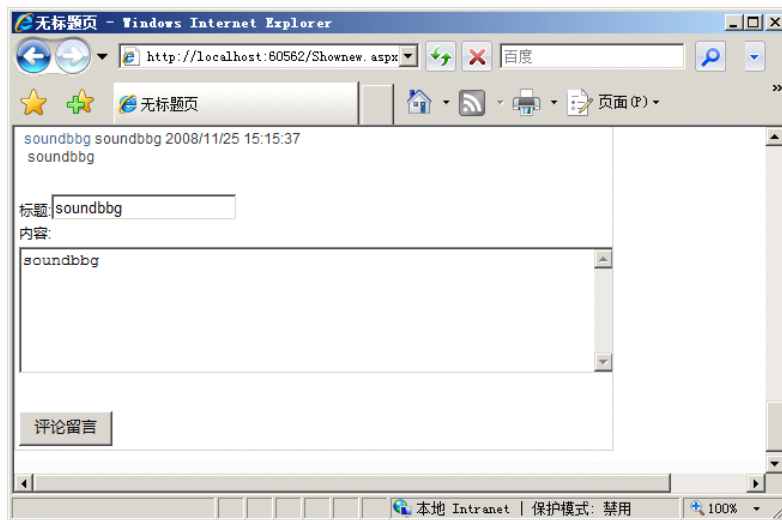 无标题页 - Windows Internet Explorer
http://localhost:60562/Shownew.aspx
百度
无标题页
页面(P)
»
soundbbg soundbbg 2008/11/25 15:15:37
soundbbg
标题:soundbbg
内容:
soundbbg
评论留言
本地 Intranet | 保护模式: 禁用
100%